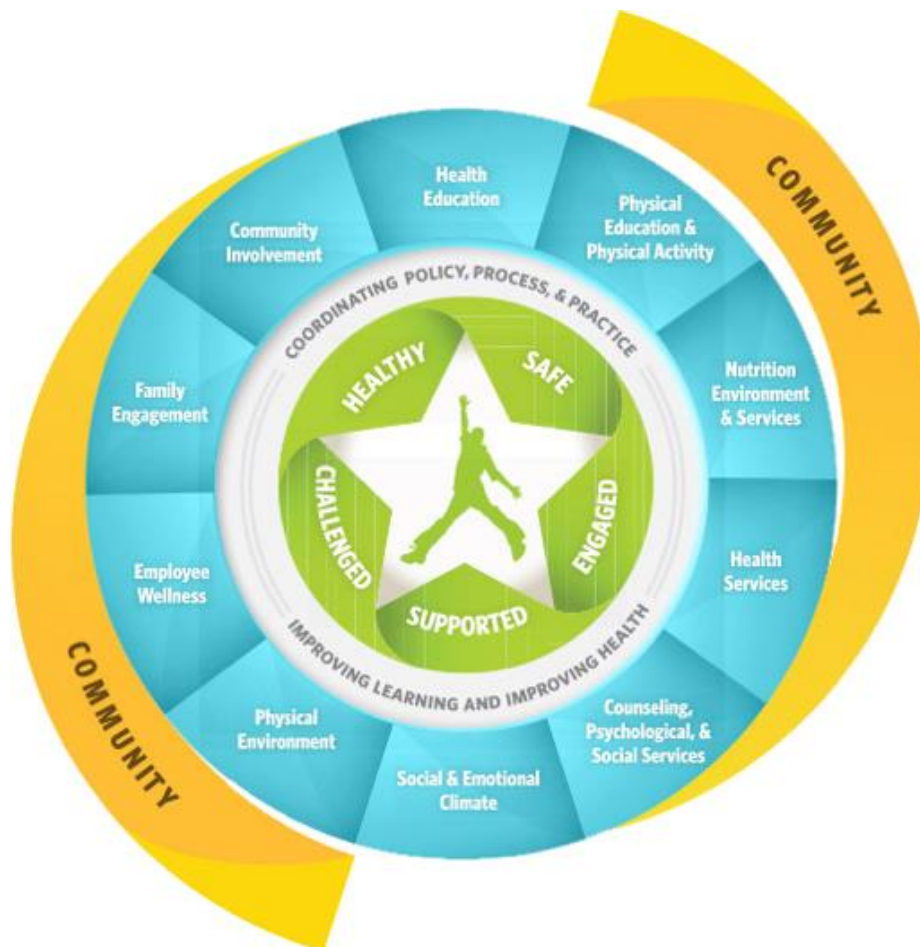 COMMUNITY
Health
Education
Physical
Education &
Physical Activity
Nutrition
Environment
& Services
Health
Services
Counseling,
Psychological, &
Social Services
Social & Emotional
Climate
Physical
Environment
Employee
Wellness
Family
Engagement
Community
Involvement
COORDINATING POLICY, PROCESS, & PRACTICE
IMPROVING LEARNING AND IMPROVING HEALTH
HEALTHY
SAFE
ENGAGED
SUPPORTED
CHALLENGED
COMMUNITY